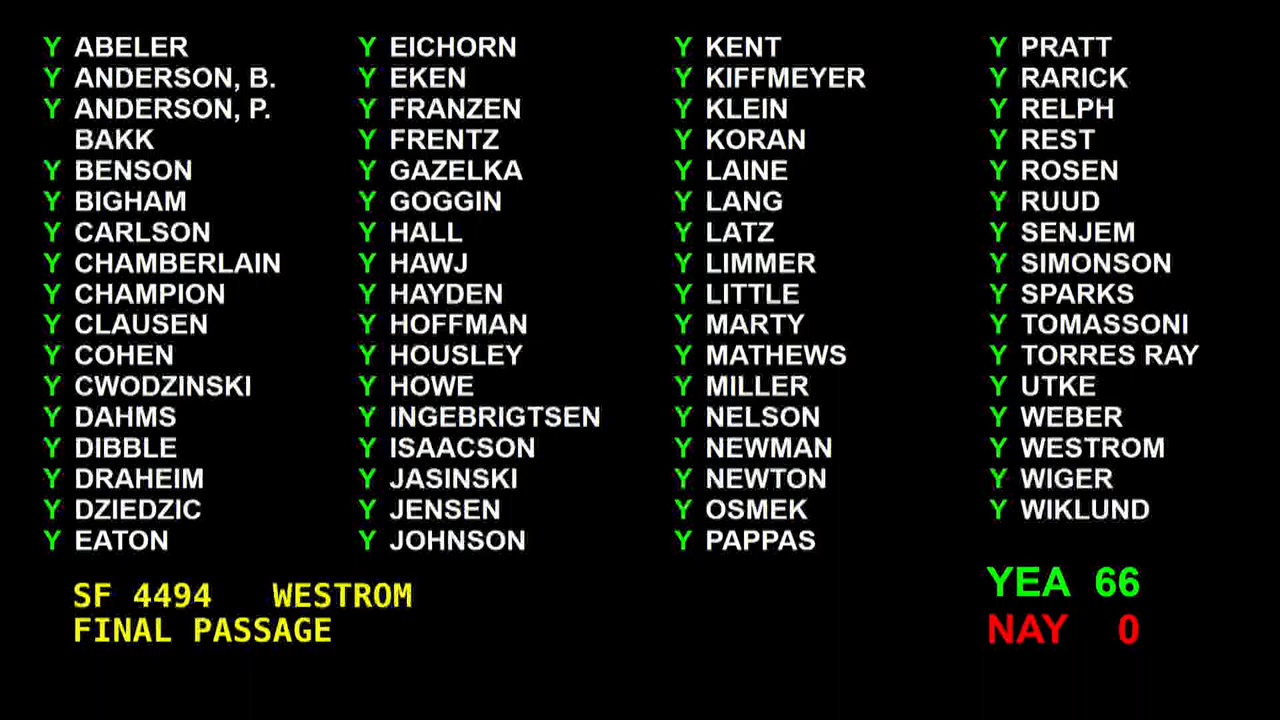 Y ABELER
Y ANDERSON, B.
Y ANDERSON, P.
BAKK
Y BENSON
Y BIGHAM
Y CARLSON
Y CHAMBERLAIN
Y CHAMPION
Y CLAUSEN
Y COHEN
Y CWODZINSKI
Y DAHMS
Y DIBBLE
Y DRAHEIM
Y DZIEDZIC
Y EATON
Y EICHORN
Y EKEN
Y FRANZEN
Y FRENTZ
Y GAZELKA
Y GOGGIN
Y HALL
Y HAWJ
Y HAYDEN
Y HOFFMAN
Y HOUSLEY
Y HOWE
Y INGEBRIGTSEN
Y ISAACSON
Y JASINSKI
Y JENSEN
Y JOHNSON
Y KENT
Y KIFFMEYER
Y KLEIN
Y KORAN
Y LAINE
Y LANG
Y LATZ
Y LIMMER
Y LITTLE
Y MARTY
Y MATHEWS
Y MILLER
Y NELSON
Y NEWMAN
Y NEWTON
Y OSMEK
Y PAPPAS
Y PRATT
Y RARICK
Y RELPH
Y REST
Y ROSEN
Y RUUD
Y SENJEM
Y SIMONSON
Y SPARKS
Y TOMASSONI
Y TORRES RAY
Y UTKE
Y WEBER
Y WESTROM
Y WIGER
Y WIKLUND
SF 4494 WESTROM
FINAL PASSAGE
YEA 66
NAY 0